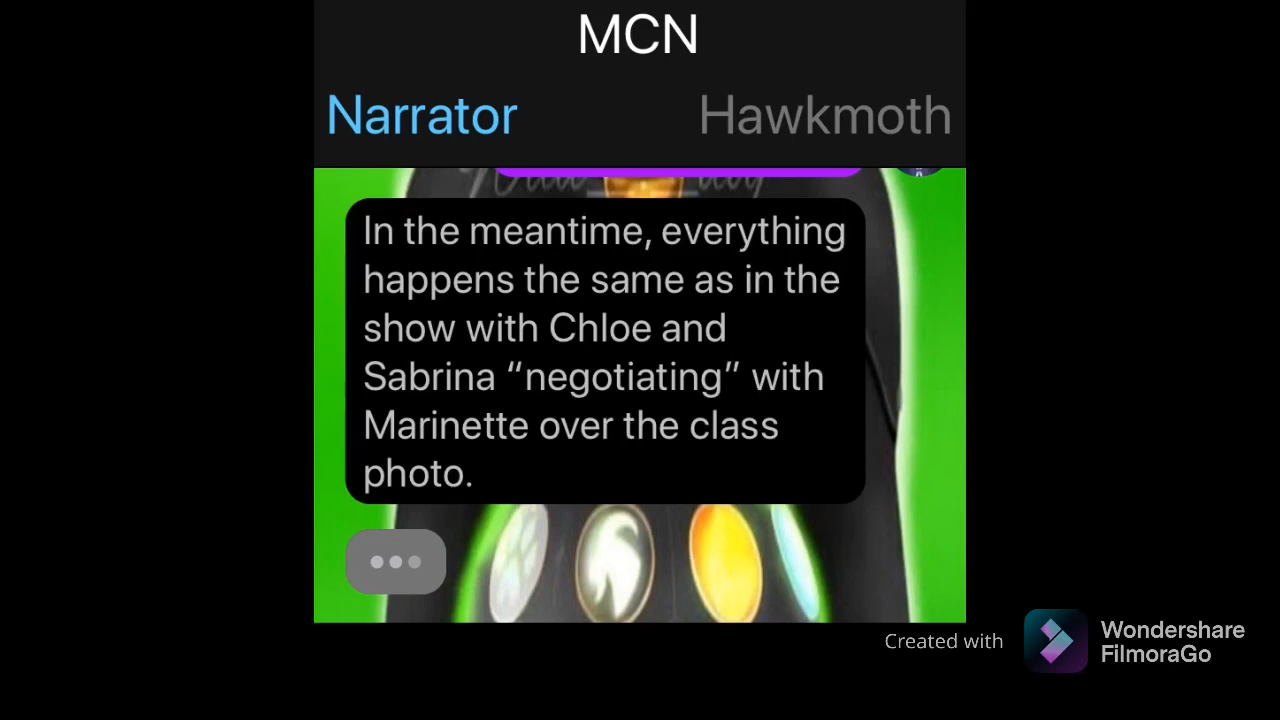 MCN
Narrator Hawkmoth
In the meantime, everything
happens the same as in the
show with Chloe and
Sabrina “negotiating” with
Marinette over the class
photo.
Created with
Wondershare
FilmoraGo